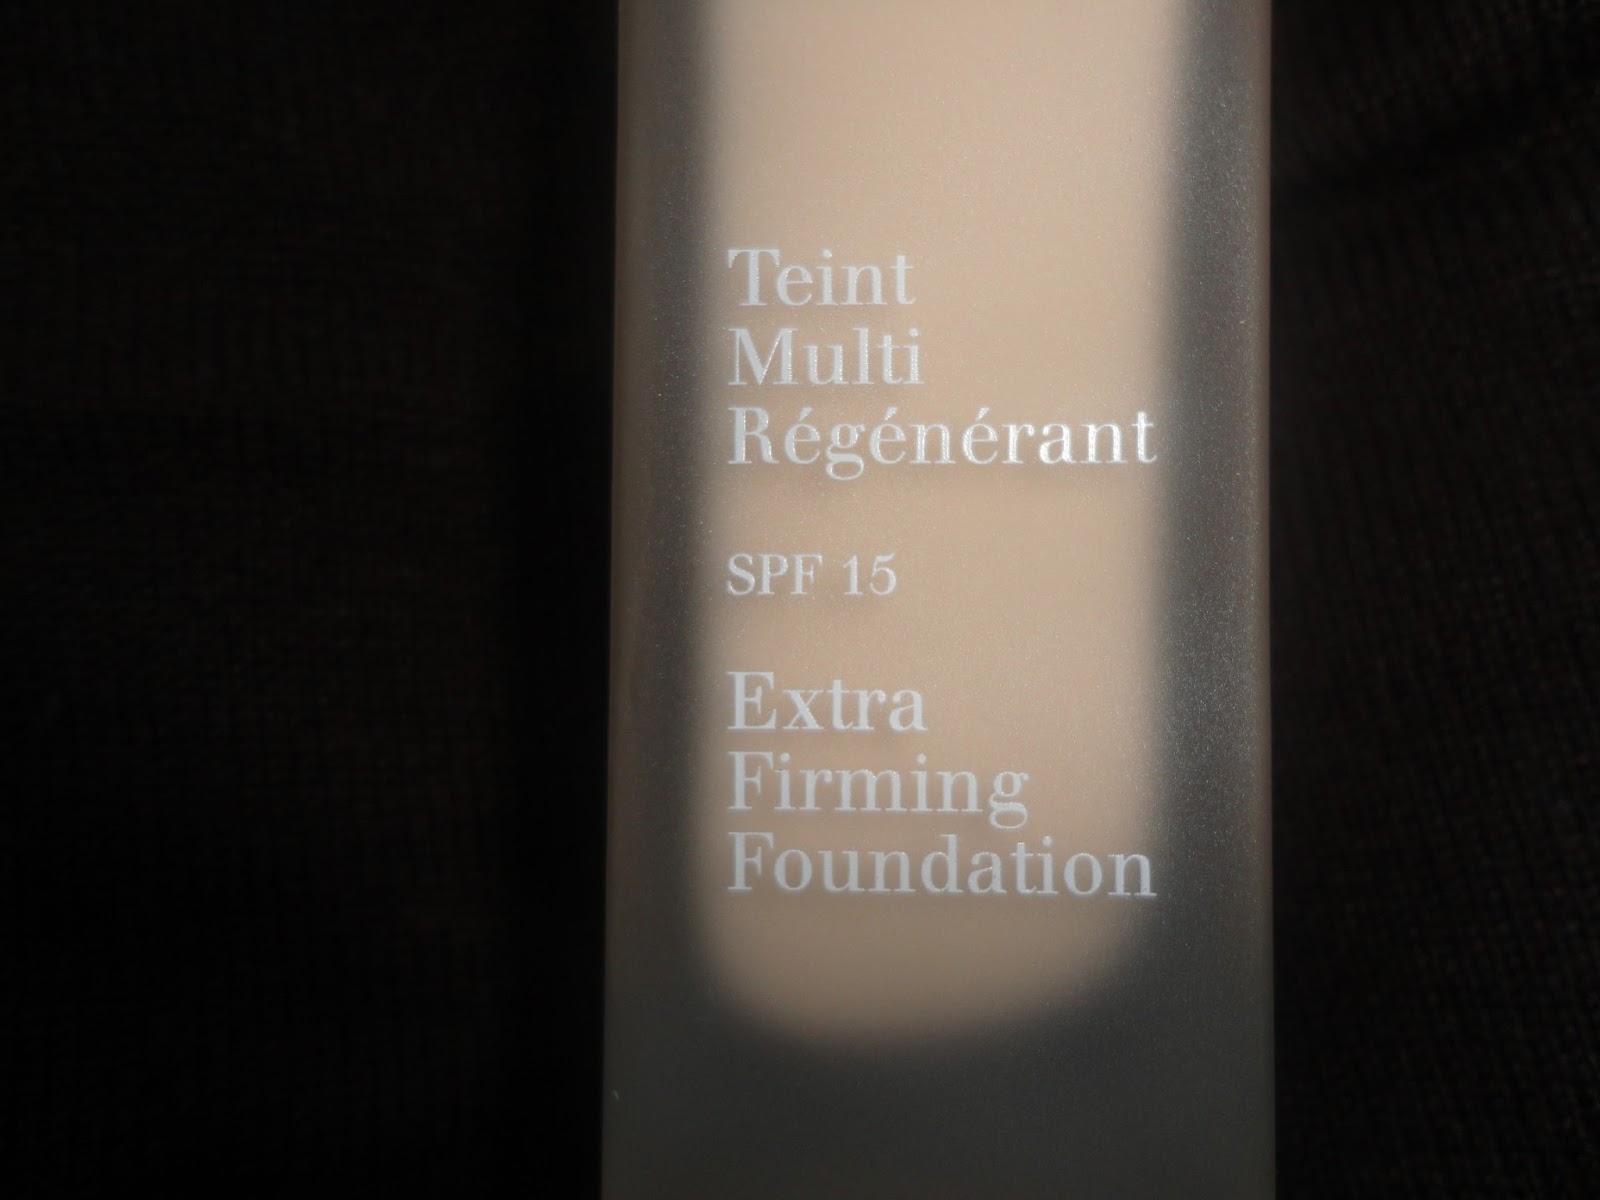 Teint
Multi
Régénérant
SPF 15
Extra
Firming
Foundation